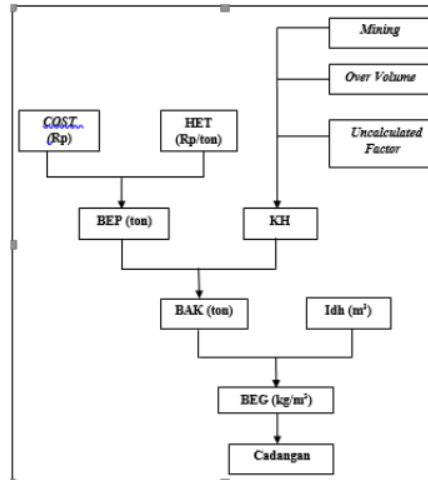 Mining
Over Volume
Uncalculated
Factor
COST
(Rp)
HET
(Rp/ton)
BEP (ton)
KH
BAK (ton)
Idh (m³)
BEG (kg/m³)
Cadangan